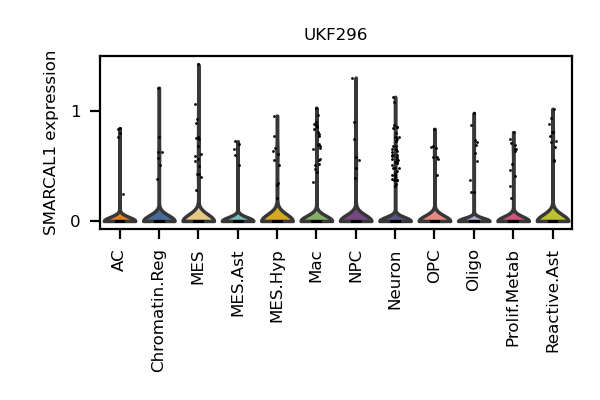 UKF296
SMARCAL1 expression
1
0
AC
Chromatin.Reg
MES
MES.Ast
MES.Hyp
Mac
NPC
Neuron
OPC
Oligo
Prolif.Metab
Reactive.Ast